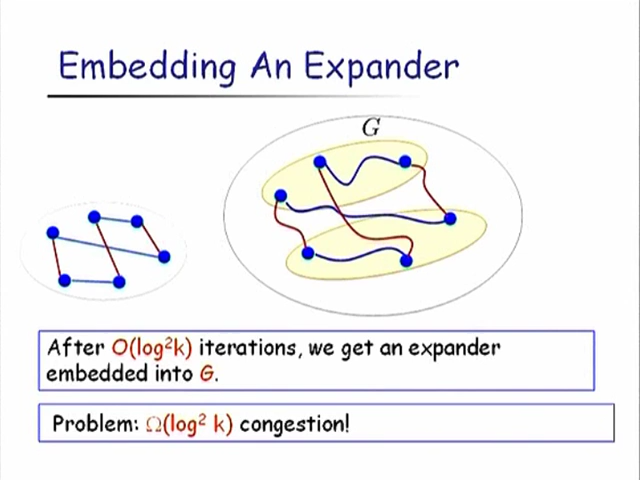 Embedding An Expander
G
After O(log²k) iterations, we get an expander
embedded into G.
Problem: Ω(log² k) congestion!